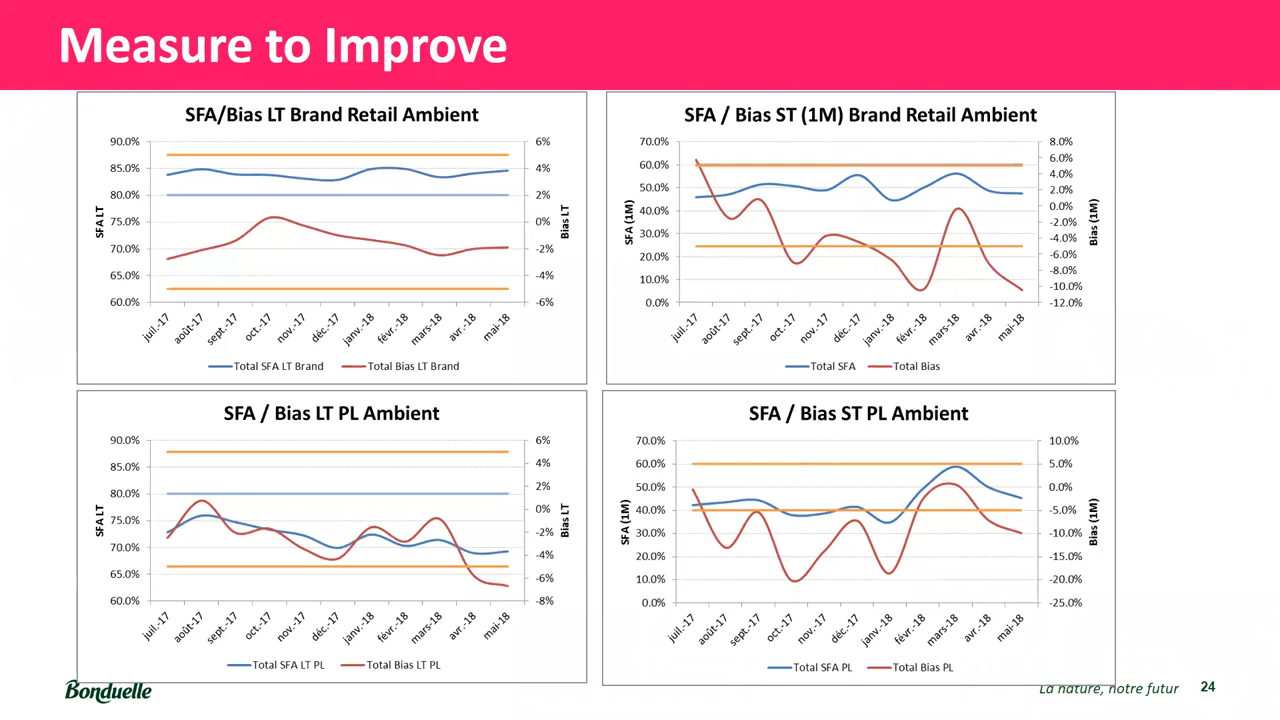 Measure to Improve
SFA/Bias LT Brand Retail Ambient
90.0%
85.0%
80.0%
75.0%
70.0%
65.0%
60.0%
SFA LT
6%
4%
2%
0%
-2%
-4%
-6%
Bias LT
juil.-17
août-17
sept.-17
oct.-17
nov.-17
déc.-17
janv.-18
févr.-18
mars-18
avr.-18
mai-18
Total SFA LT Brand
Total Bias LT Brand
SFA / Bias ST (1M) Brand Retail Ambient
70.0%
60.0%
50.0%
40.0%
30.0%
20.0%
10.0%
0.0%
SFA (1M)
8.0%
6.0%
4.0%
2.0%
0.0%
-2.0%
-4.0%
-6.0%
-8.0%
-10.0%
-12.0%
Bias (1M)
juil.-17
août-17
sept.-17
oct.-17
nov.-17
déc.-17
janv.-18
févr.-18
mars-18
avr.-18
mai-18
Total SFA
Total Bias
SFA / Bias LT PL Ambient
90.0%
85.0%
80.0%
75.0%
70.0%
65.0%
60.0%
SFA LT
6%
4%
2%
0%
-2%
-4%
-6%
-8%
Bias LT
juil.-17
août-17
sept.-17
oct.-17
nov.-17
déc.-17
janv.-18
févr.-18
mars-18
avr.-18
mai-18
Total SFA LT PL
Total Bias LT PL
SFA / Bias ST PL Ambient
70.0%
60.0%
50.0%
40.0%
30.0%
20.0%
10.0%
0.0%
SFA (1M)
10.0%
5.0%
0.0%
-5.0%
-10.0%
-15.0%
-20.0%
-25.0%
Bias (1M)
juil.-17
août-17
sept.-17
oct.-17
nov.-17
déc.-17
janv.-18
févr.-18
mars-18
avr.-18
mai-18
Total SFA PL
Total Bias PL
Bonduelle
La nature, notre futur
24